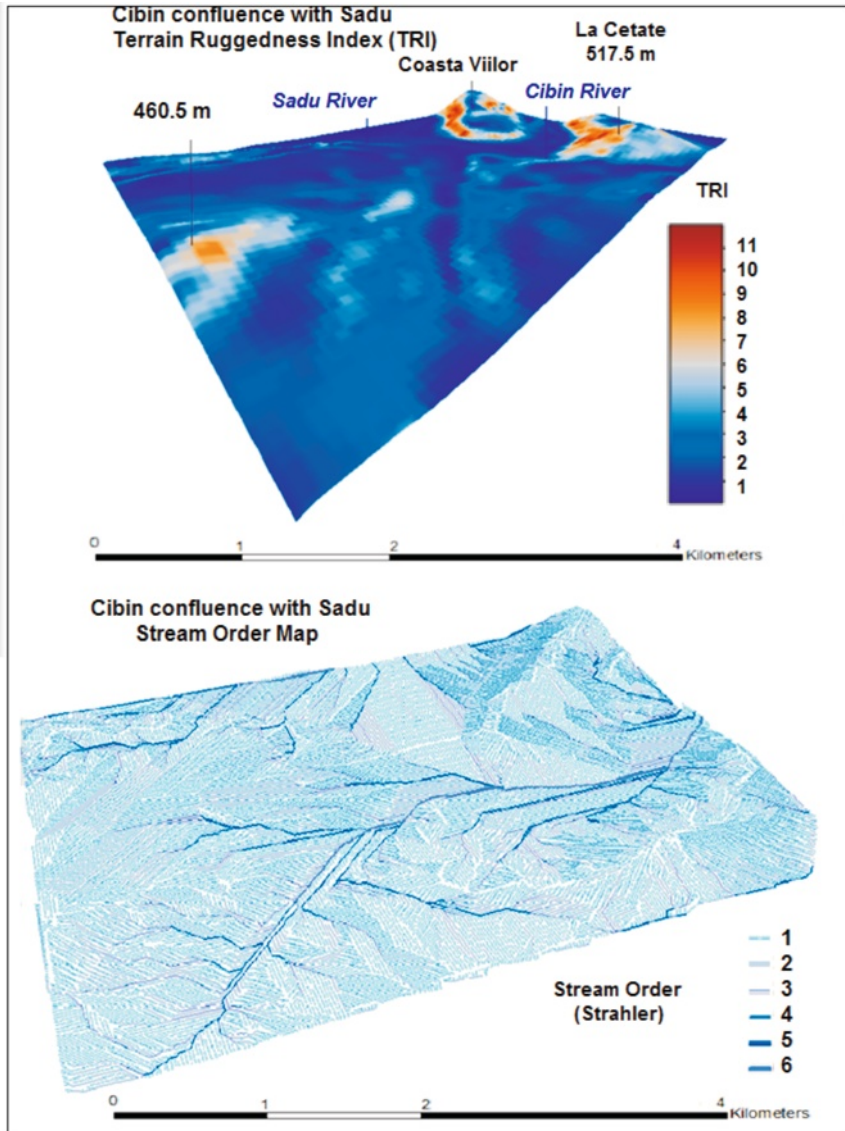 Cibin confluence with Sadu
Terrain Ruggedness Index (TRI)
La Cetate
517.5 m
Coasta Viilor
460.5 m
Sadu River
Cibin River
TRI
11
10
9
8
7
6
5
4
3
2
1
0
1
2
4
Kilometers
Cibin confluence with Sadu
Stream Order Map
Stream Order
(Strahler)
1
2
3
4
5
6
0
1
2
4
Kilometers